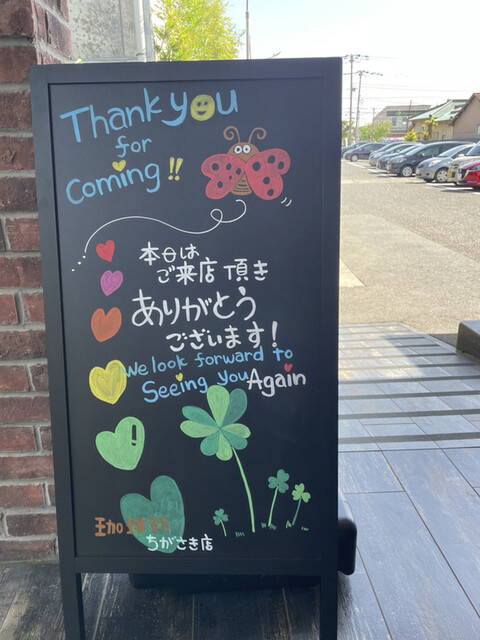 Thank you
for
Coming!!
本日は
ご来店頂き
ありがとう
ございます!
We look forward to
Seeing you Again
珈琲館
ちがさき店